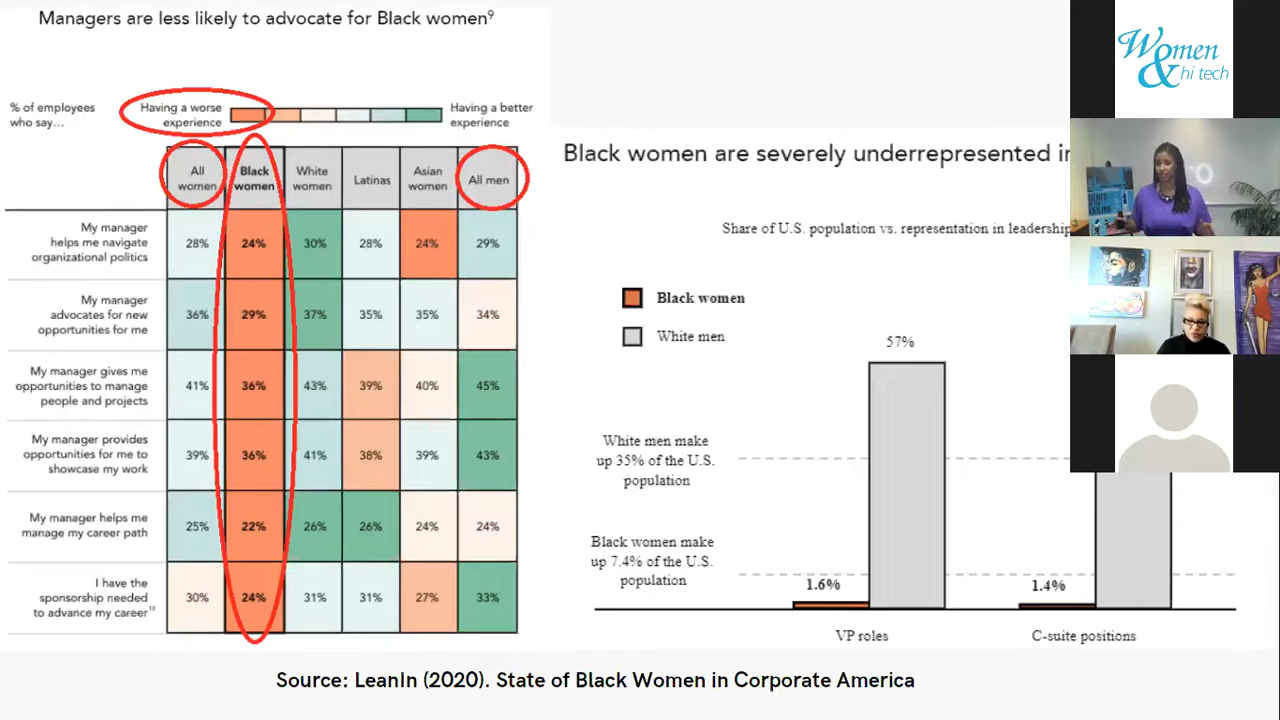 Managers are less likely to advocate for Black women⁹
% of employees
who say...
Having a worse
experience
Having a better
experience
All
women
Black
women
White
women
Latinas
Asian
women
All men
My manager
helps me navigate
organizational politics
28%
24%
30%
28%
24%
29%
My manager
advocates for new
opportunities for me
36%
29%
37%
35%
35%
34%
My manager gives me
opportunities to manage
people and projects
41%
36%
43%
39%
40%
45%
My manager provides
opportunities for me to
showcase my work
39%
36%
41%
38%
39%
43%
My manager helps me
manage my career path
25%
22%
26%
26%
24%
24%
I have the
sponsorship needed
to advance my career¹⁰
30%
24%
31%
31%
27%
33%
Black women are severely underrepresented in
Share of U.S. population vs. representation in leadership
Black women
White men
57%
White men make
up 35% of the U.S.
population
Black women make
up 7.4% of the U.S.
population
1.6%
1.4%
VP roles
C-suite positions
Source: LeanIn (2020). State of Black Women in Corporate America
Women
& hi tech